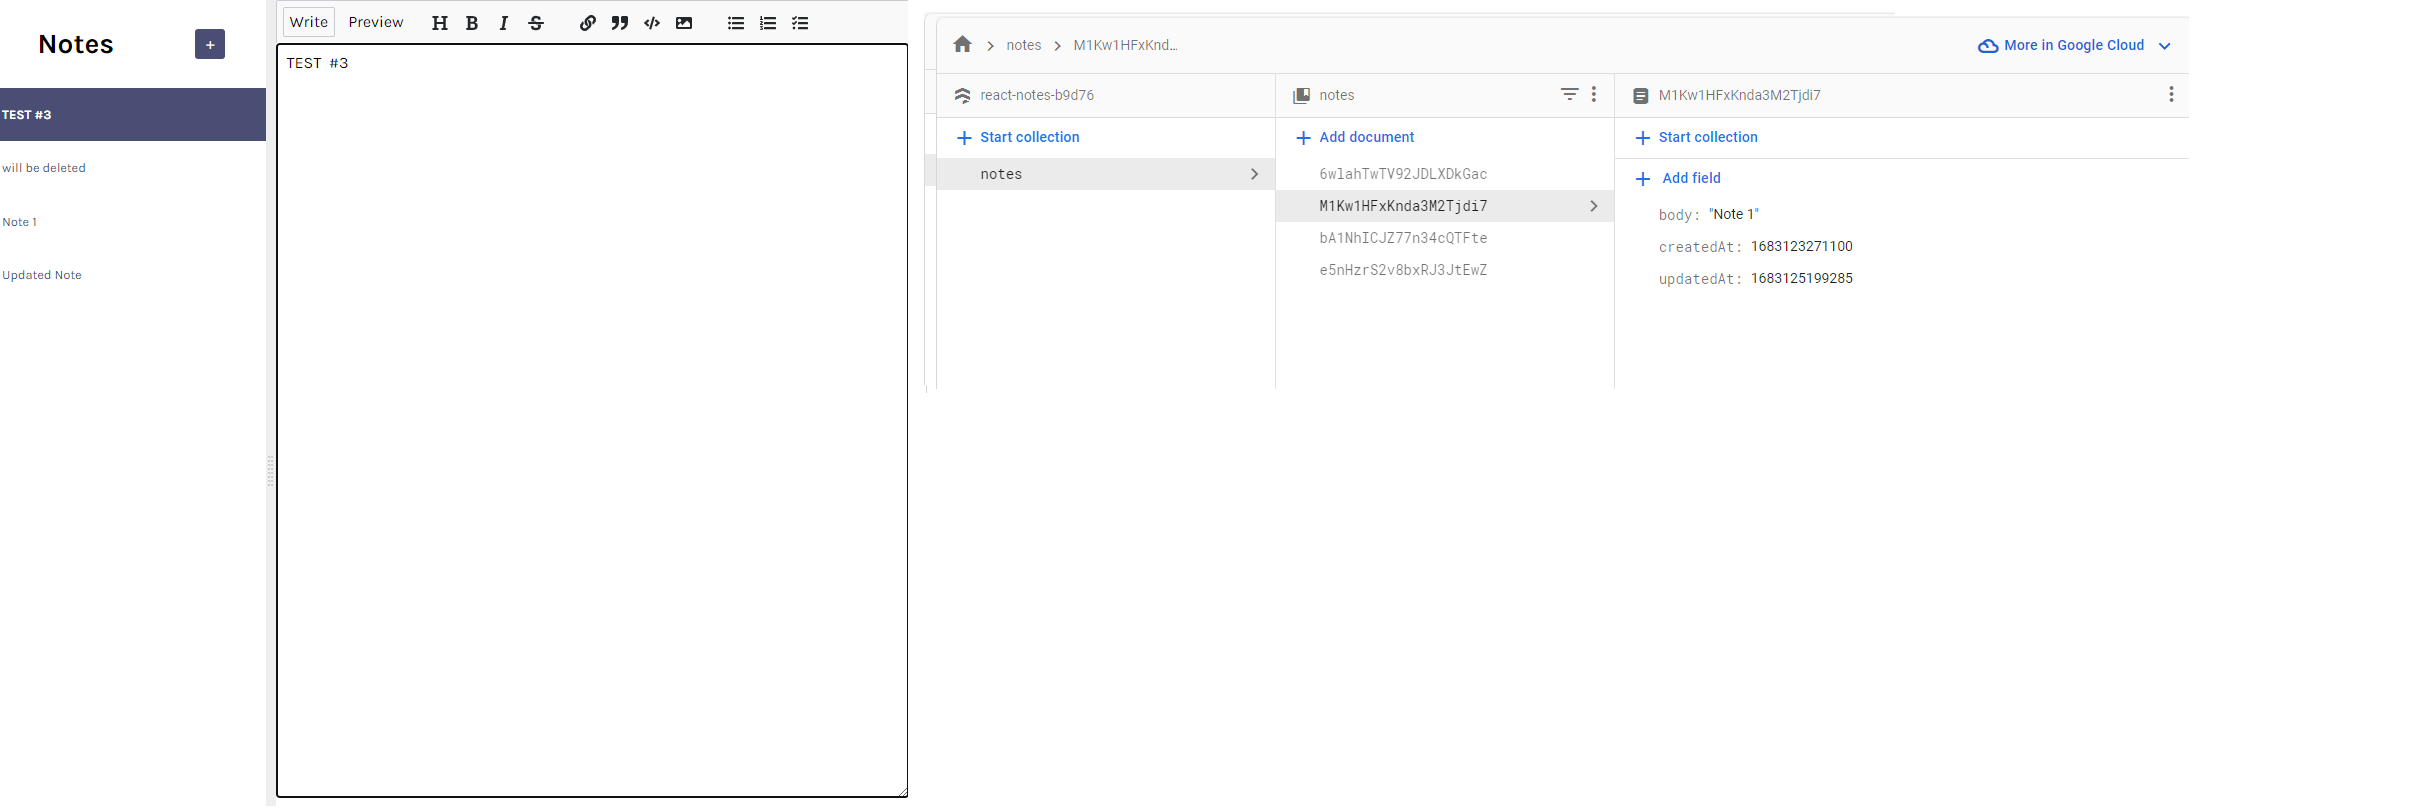 Notes
+
TEST #3
will be deleted
Note 1
Updated Note
Write Preview H B I S
TEST #3
notes M1Kw1HFxKnd... More in Google Cloud
react-notes-b9d76
Start collection
notes
notes
Add document
6wlahTwTV92JDLXDkGac
M1Kw1HFxKnda3M2Tjdi7
bA1NhICJZ77n34cQTFte
e5nHzrS2v8bxRJ3JtEwZ
M1Kw1HFxKnda3M2Tjdi7
Start collection
Add field
body: "Note 1"
createdAt: 1683123271100
updatedAt: 1683125199285